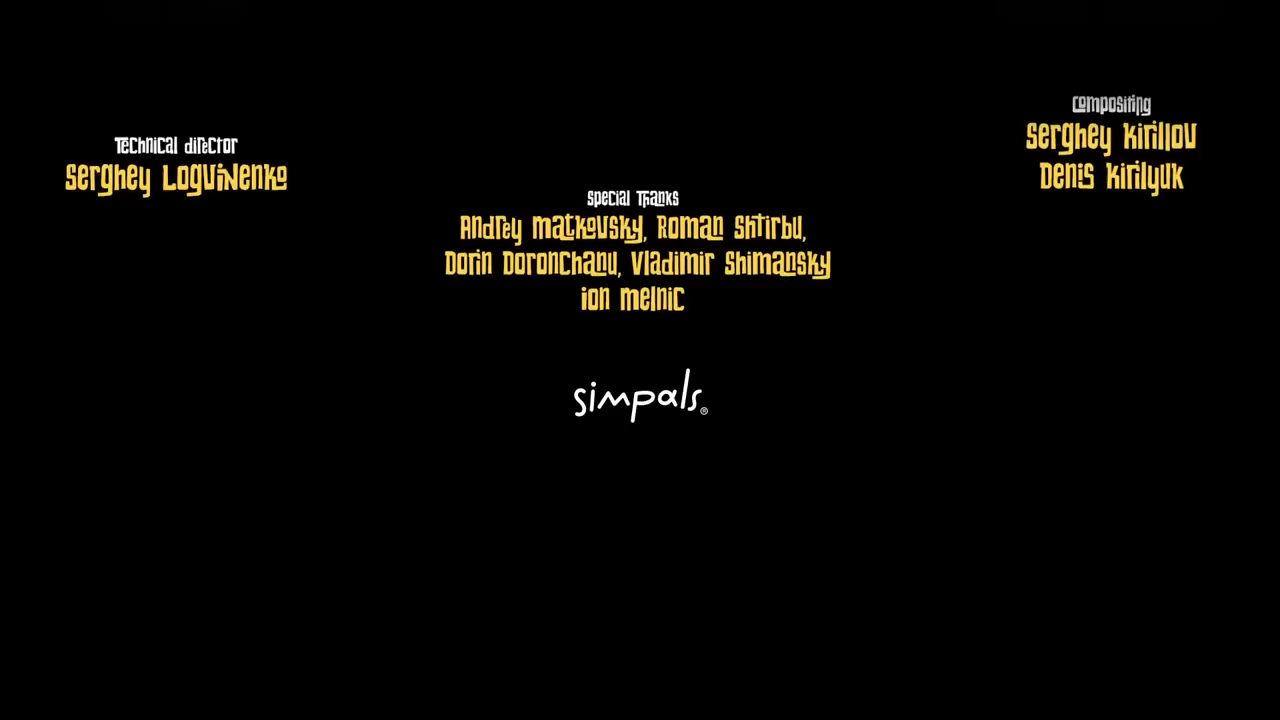 Technical director
Serghey Logvinenko
Special Thanks
Andrey Matkovsky, Roman Shtirbu,
Dorin Doronchanu, Vladimir Shimansky
Ion Melnic
simpals®
Compositing
Serghey Kirillov
Denis Kirilyuk